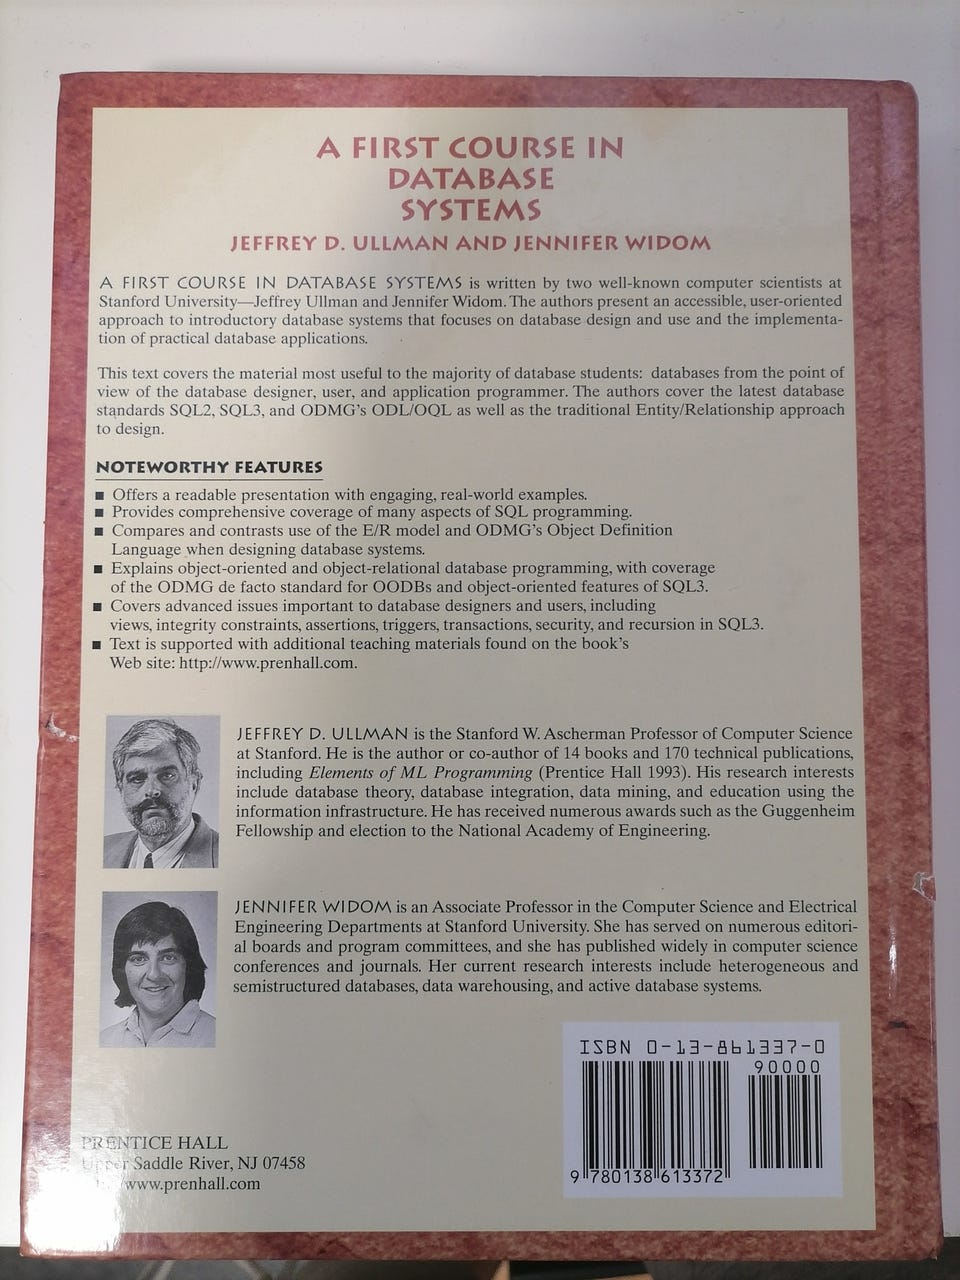 A FIRST COURSE IN
DATABASE
SYSTEMS
JEFFREY D. ULLMAN AND JENNIFER WIDOM
A FIRST COURSE IN DATABASE SYSTEMS is written by two well-known computer scientists at
Stanford University—Jeffrey Ullman and Jennifer Widom. The authors present an accessible, user-oriented
approach to introductory database systems that focuses on database design and use and the implementa-
tion of practical database applications.
This text covers the material most useful to the majority of database students: databases from the point of
view of the database designer, user, and application programmer. The authors cover the latest database
standards SQL2, SQL3, and ODMG's ODL/OQL as well as the traditional Entity/Relationship approach
to design.
NOTEWORTHY FEATURES
■ Offers a readable presentation with engaging, real-world examples.
■ Provides comprehensive coverage of many aspects of SQL programming.
■ Compares and contrasts use of the E/R model and ODMG's Object Definition
Language when designing database systems.
■ Explains object-oriented and object-relational database programming, with coverage
of the ODMG de facto standard for OODBs and object-oriented features of SQL3.
■ Covers advanced issues important to database designers and users, including
views, integrity constraints, assertions, triggers, transactions, security, and recursion in SQL3.
■ Text is supported with additional teaching materials found on the book's
Web site: http://www.prenhall.com.
JEFFREY D. ULLMAN is the Stanford W. Ascherman Professor of Computer Science
at Stanford. He is the author or co-author of 14 books and 170 technical publications,
including Elements of ML Programming (Prentice Hall 1993). His research interests
include database theory, database integration, data mining, and education using the
information infrastructure. He has received numerous awards such as the Guggenheim
Fellowship and election to the National Academy of Engineering.
JENNIFER WIDOM is an Associate Professor in the Computer Science and Electrical
Engineering Departments at Stanford University. She has served on numerous editori-
al boards and program committees, and she has published widely in computer science
conferences and journals. Her current research interests include heterogeneous and
semistructured databases, data warehousing, and active database systems.
ISBN 0-13-861337-0
90000
9 780138 613372
PRENTICE HALL
Upper Saddle River, NJ 07458
www.prenhall.com